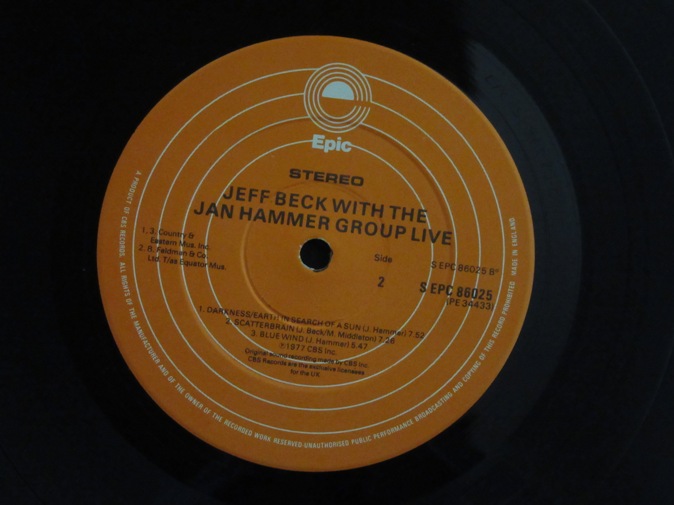 Epic
STEREO
JEFF BECK WITH THE
JAN HAMMER GROUP LIVE
1, 3. Country &
Eastern Mus. Inc.
2. B. Feldman & Co.
Ltd. T/as Equator Mus.
Side
2
S EPC 86025 B°
S EPC 86025
(PE 34433)
1. DARKNESS/EARTH IN SEARCH OF A SUN (J. Hammer) 7.52
2. SCATTERBRAIN (J. Beck/M. Middleton) 7.26
3. BLUE WIND (J. Hammer) 5.47
℗ 1977 CBS Inc.
Original sound recording made by CBS Inc.
CBS Records are the exclusive licensees
for the UK
A PRODUCT OF CBS RECORDS. ALL RIGHTS OF THE MANUFACTURER AND OF THE OWNER OF THE RECORDED WORK RESERVED-UNAUTHORISED PUBLIC PERFORMANCE BROADCASTING AND COPYING OF THIS RECORD PROHIBITED MADE IN ENGLAND